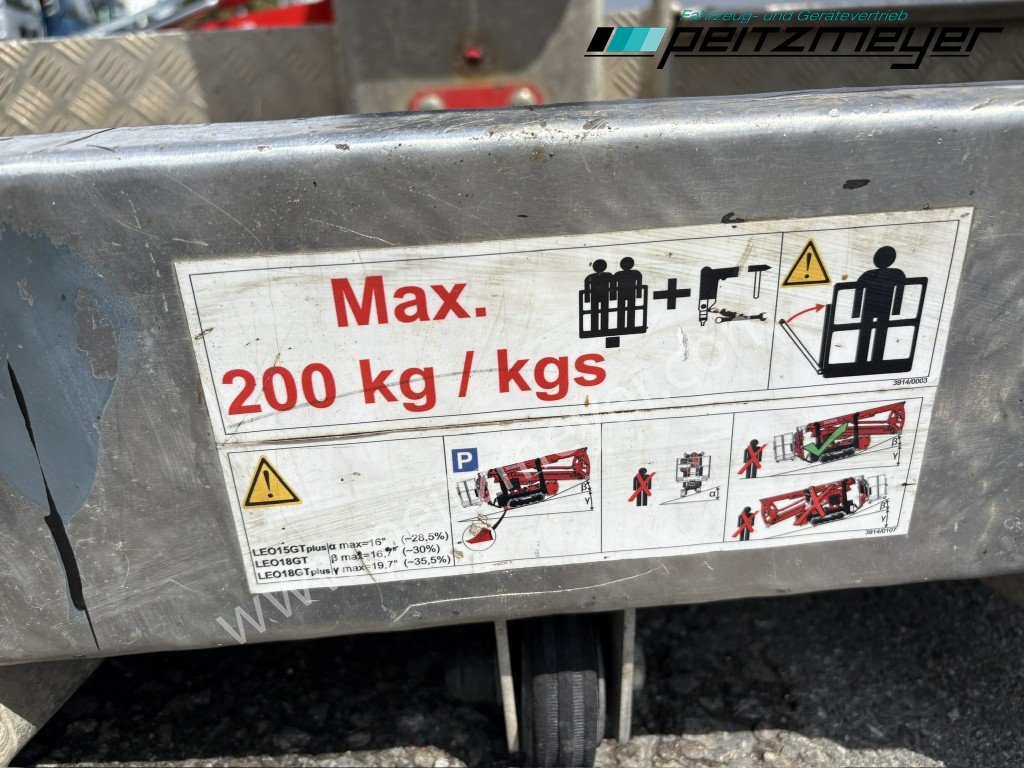 Fahrzeug- und Gerätevertrieb
peitzmeyer
Max.
200 kg / kgs
3914/0003
P
LEO15GTplus α max=16° (~28,5%)
LEO18GT β max=16,7° (~30%)
LEO18GTplus γ max=19,7° (~35,5%)
β
γ
α
β
γ
β
γ
3914/0107